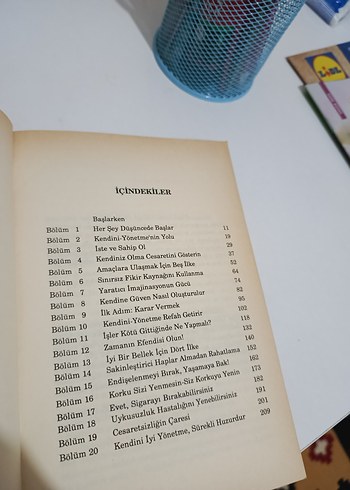 LIDL
İÇİNDEKİLER
Başlarken
Bölüm 1 Her Şey Düşüncede Başlar 11
Bölüm 2 Kendini-Yönetme'nin Yolu 19
Bölüm 3 İste ve Sahip Ol 29
Bölüm 4 Kendiniz Olma Cesaretini Gösterin 37
Bölüm 5 Amaçlara Ulaşmak İçin Beş İlke 52
Bölüm 6 Sınırsız Fikir Kaynağını Kullanma 64
Bölüm 7 Yaratıcı İmajinasyonun Gücü 74
Bölüm 8 Kendine Güven Nasıl Oluşturulur 82
Bölüm 9 İlk Adım: Karar Vermek 95
Bölüm 10 Kendini-Yönetme Refah Getirir 102
Bölüm 11 İşler Kötü Gittiğinde Ne Yapmalı? 118
Bölüm 12 Zamanın Efendisi Olun! 132
Bölüm 13 İyi Bir Bellek İçin Dört İlke 140
Bölüm 14 Sakinleştirici Haplar Almadan Rahatlama 152
Bölüm 15 Endişelenmeyi Bırak, Yaşamaya Bak! 162
Bölüm 16 Korku Sizi Yenmesin-Siz Korkuyu Yenin 173
Bölüm 17 Evet, Sigarayı Bırakabilirsiniz 182
Bölüm 18 Uykusuzluk Hastalığını Yenebilirsiniz 191
Bölüm 19 Cesaretsizliğin Çaresi 201
Bölüm 20 Kendini İyi Yönetme, Sürekli Huzurdur 209